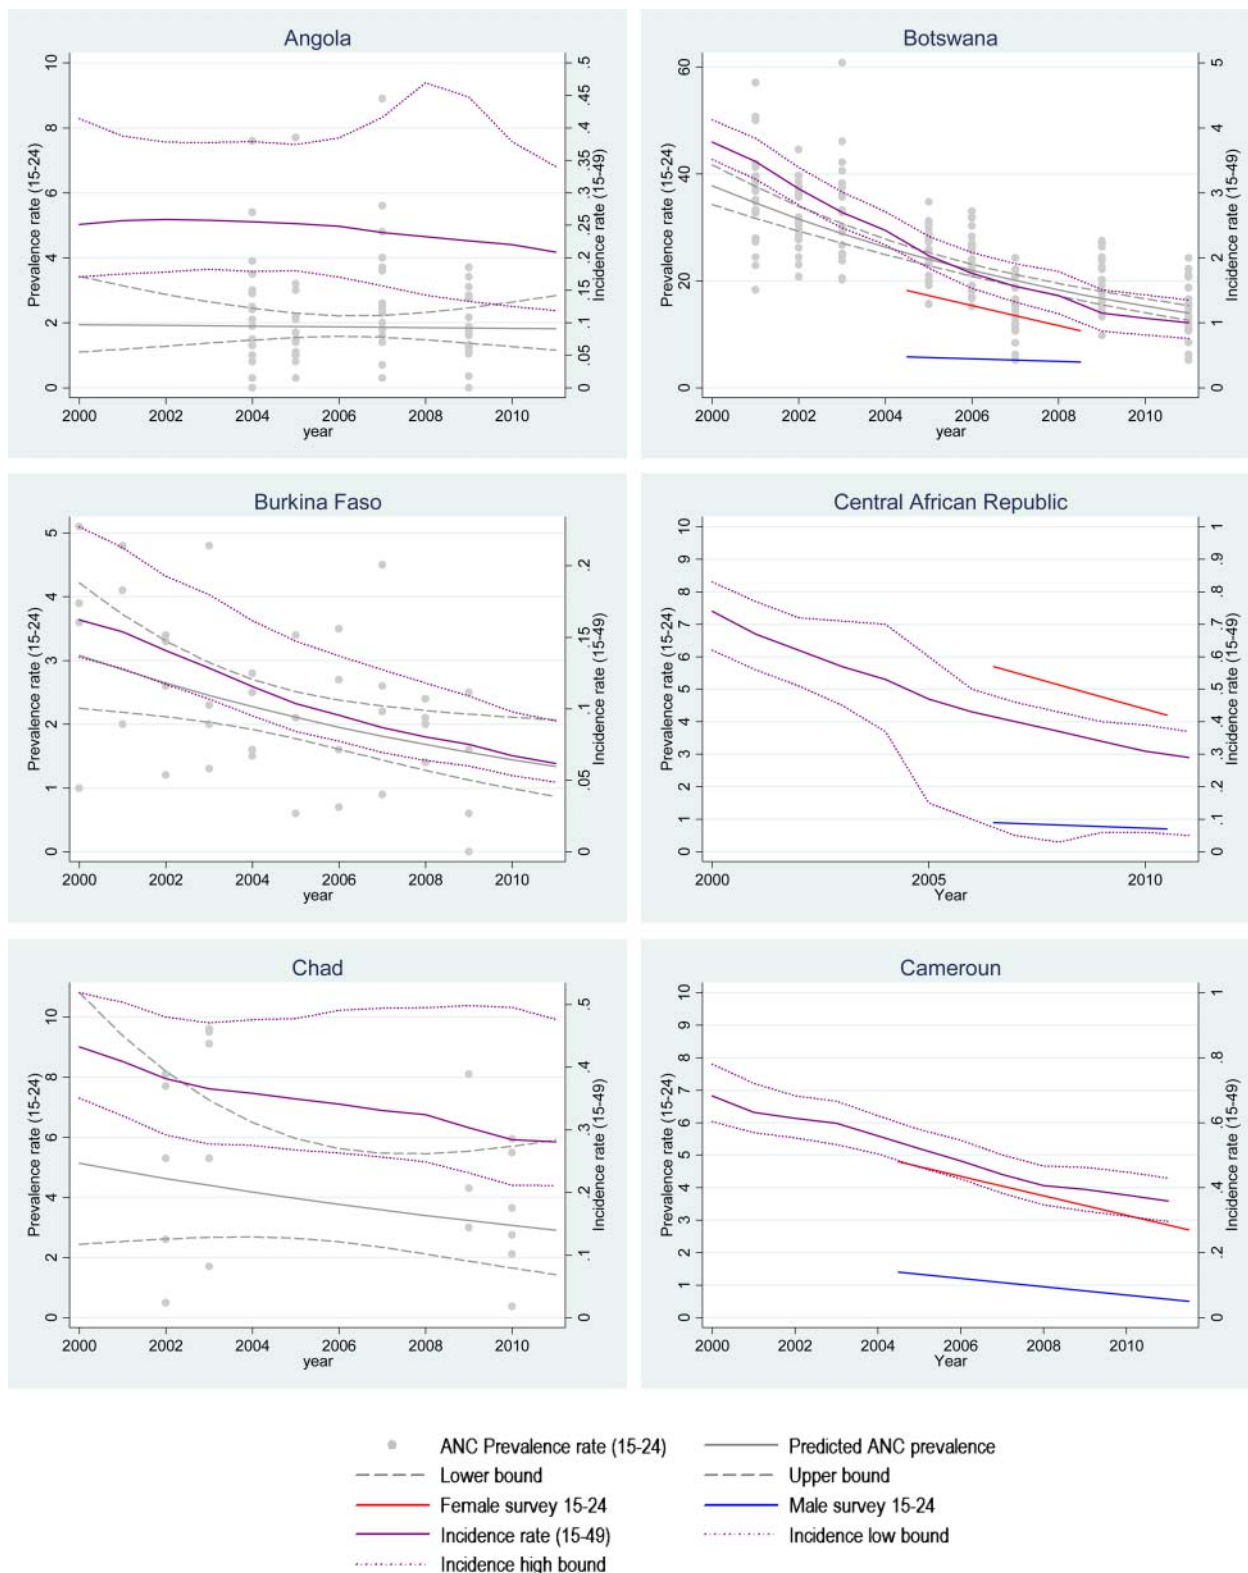 Angola
Prevalence rate (15-24)
0 2 4 6 8 10
Incidence rate (15-49)
0 .05 .1 .15 .2 .25 .3 .35 .4 .45 .5
2000 2002 2004 2006 2008 2010
year
Botswana
Prevalence rate (15-24)
0 20 40 60
Incidence rate (15-49)
0 1 2 3 4 5
2000 2002 2004 2006 2008 2010
year
Burkina Faso
Prevalence rate (15-24)
0 1 2 3 4 5
Incidence rate (15-49)
0 .05 .1 .15 .2
2000 2002 2004 2006 2008 2010
year
Central African Republic
Prevalence rate (15-24)
0 1 2 3 4 5 6 7 8 9 10
Incidence rate (15-49)
0 .1 .2 .3 .4 .5 .6 .7 .8 .9 1
2000 2005 2010
Year
Chad
Prevalence rate (15-24)
0 2 4 6 8 10
Incidence rate (15-49)
0 .1 .2 .3 .4 .5
2000 2002 2004 2006 2008 2010
year
Cameroun
Prevalence rate (15-24)
0 1 2 3 4 5 6 7 8 9 10
Incidence rate (15-49)
0 .2 .4 .6 .8 1
2000 2002 2004 2006 2008 2010
Year
ANC Prevalence rate (15-24) Predicted ANC prevalence
Lower bound Upper bound
Female survey 15-24 Male survey 15-24
Incidence rate (15-49) Incidence low bound
Incidence high bound